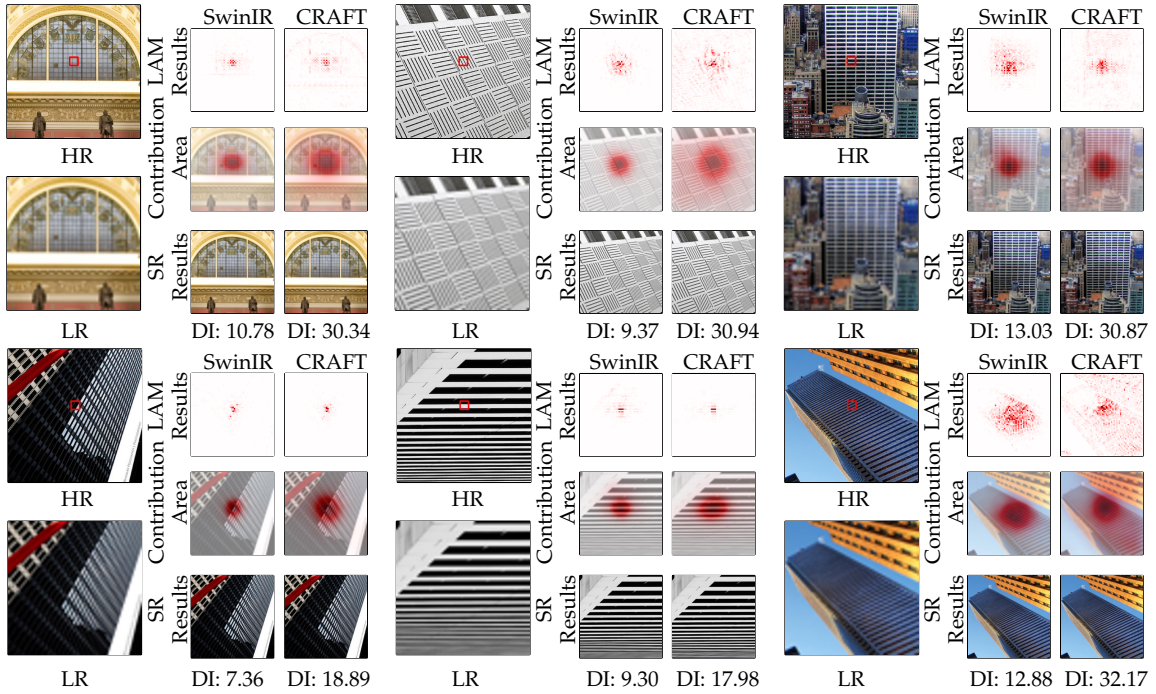 SwinIR CRAFT
LAM
Results
HR
Contribution
Area
SR
Results
LR
DI: 10.78 DI: 30.34
SwinIR CRAFT
LAM
Results
HR
Contribution
Area
SR
Results
LR
DI: 9.37 DI: 30.94
SwinIR CRAFT
LAM
Results
HR
Contribution
Area
SR
Results
LR
DI: 13.03 DI: 30.87
SwinIR CRAFT
LAM
Results
HR
Contribution
Area
SR
Results
LR
DI: 7.36 DI: 18.89
SwinIR CRAFT
LAM
Results
HR
Contribution
Area
SR
Results
LR
DI: 9.30 DI: 17.98
SwinIR CRAFT
LAM
Results
HR
Contribution
Area
SR
Results
LR
DI: 12.88 DI: 32.17